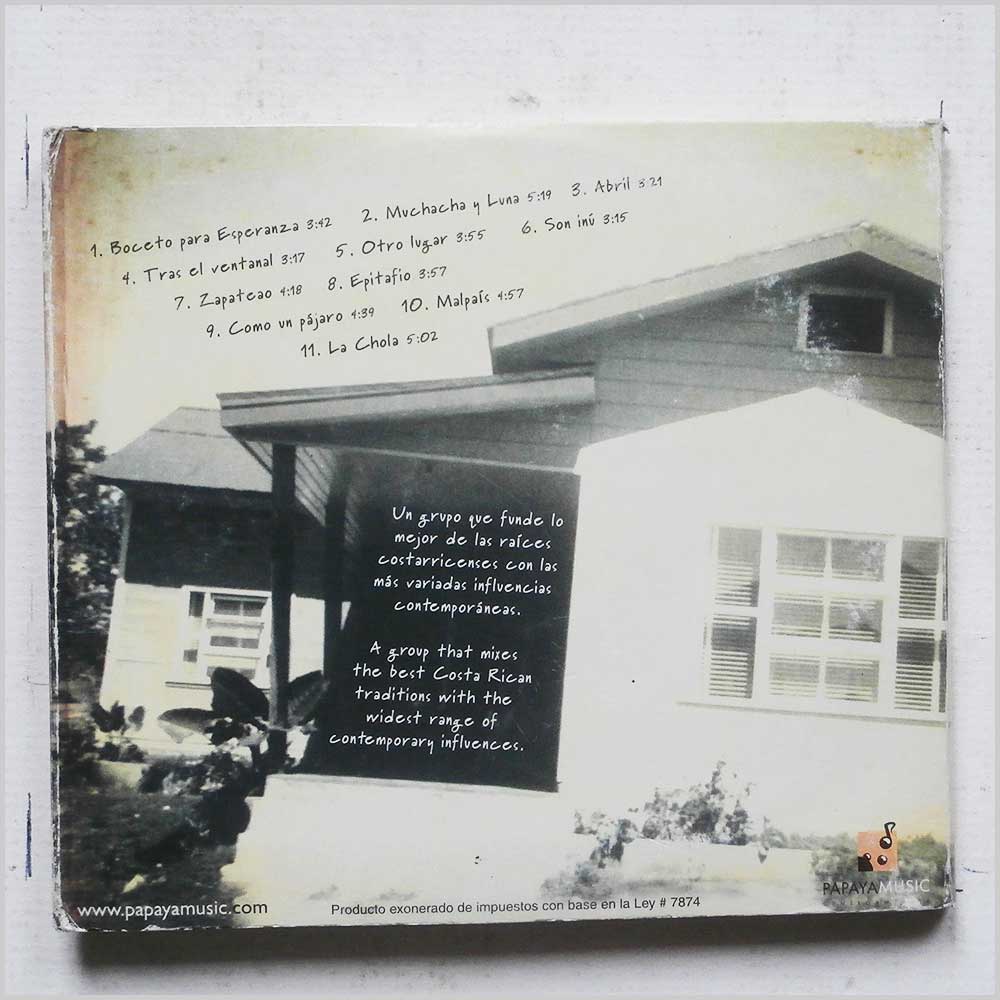 1. Boceto para Esperanza 3:42 2. Muchacha y Luna 5:19 3. Abril 3:21
4. Tras el ventanal 3:17 5. Otro lugar 3:55 6. Son inú 3:15
7. Zapateao 4:18 8. Epitafio 3:57
9. Como un pájaro 4:39 10. Malpaís 4:57
11. La Chola 5:02
Un grupo que funde lo
mejor de las raíces
costarricenses con las
más variadas influencias
contemporáneas.
A group that mixes
the best Costa Rican
traditions with the
widest range of
contemporary influences.
PAPAYAMUSIC
www.papayamusic.com
Producto exonerado de impuestos con base en la Ley # 7874